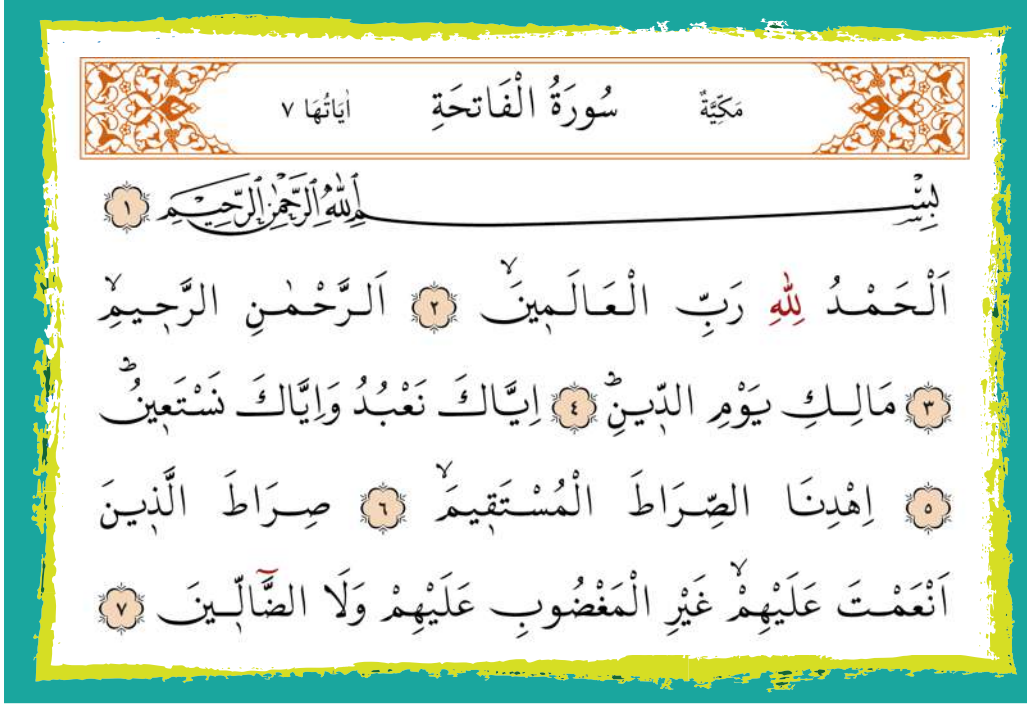 مَكِّيَّةٌ سُورَةُ الْفَاتِحَةِ اٰيَاتُهَا ٧
بِسْمِ اللّٰهِ الرَّحْمٰنِ الرَّحِيمِ ١
اَلْحَمْدُ لِلّٰهِ رَبِّ الْعَالَمٖينَۙ ٢ اَلرَّحْمٰنِ الرَّحٖيمِۙ
٣ مَالِكِ يَوْمِ الدّٖينِؕ ٤ اِيَّاكَ نَعْبُدُ وَاِيَّاكَ نَسْتَعٖينُؕ
٥ اِهْدِنَا الصِّرَاطَ الْمُسْتَقٖيمَۙ ٦ صِرَاطَ الَّذٖينَ
اَنْعَمْتَ عَلَيْهِمْۙ غَيْرِ الْمَغْضُوبِ عَلَيْهِمْ وَلَا الضَّٓالّٖينَ ٧